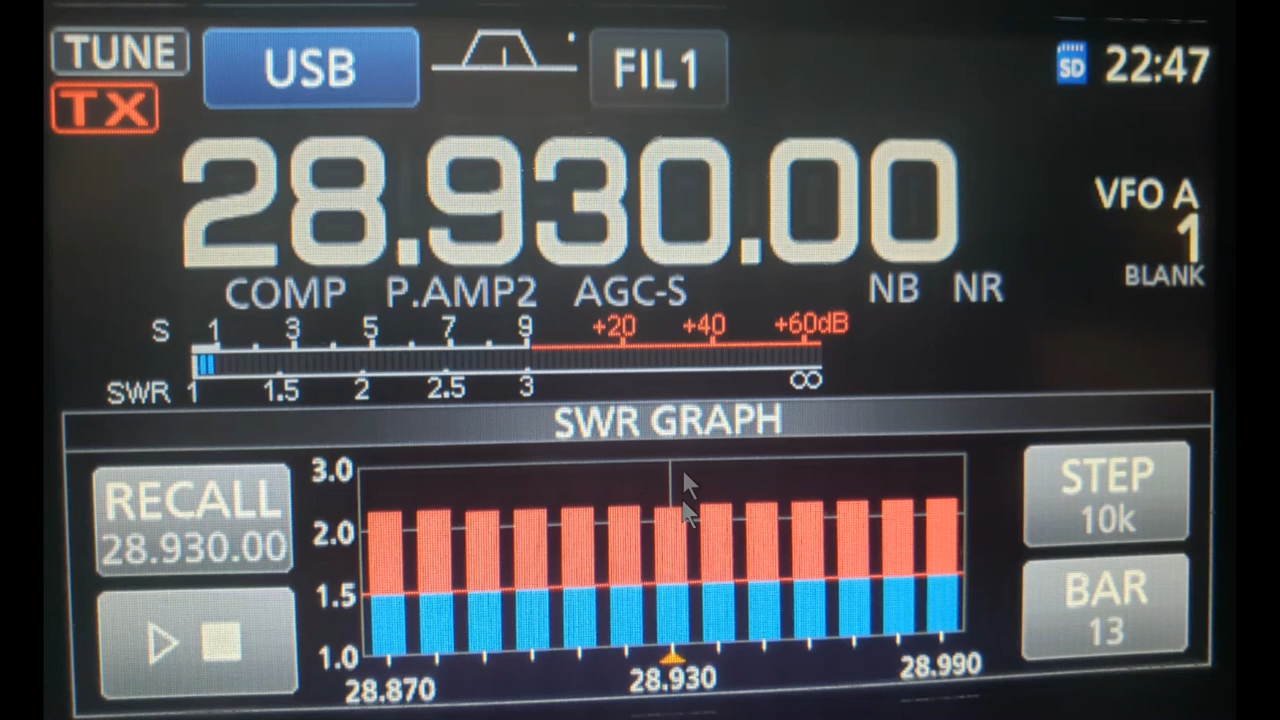 TUNE USB FIL1 SD 22:47
TX
28.930.00
VFO A
1
BLANK
COMP P.AMP2 AGC-S NB NR
S 1 3 5 7 9 +20 +40 +60dB
SWR 1 1.5 2 2.5 3 ∞
SWR GRAPH
RECALL
28.930.00
3.0
2.0
1.5
1.0
28.870 28.930 28.990
STEP
10k
BAR
13